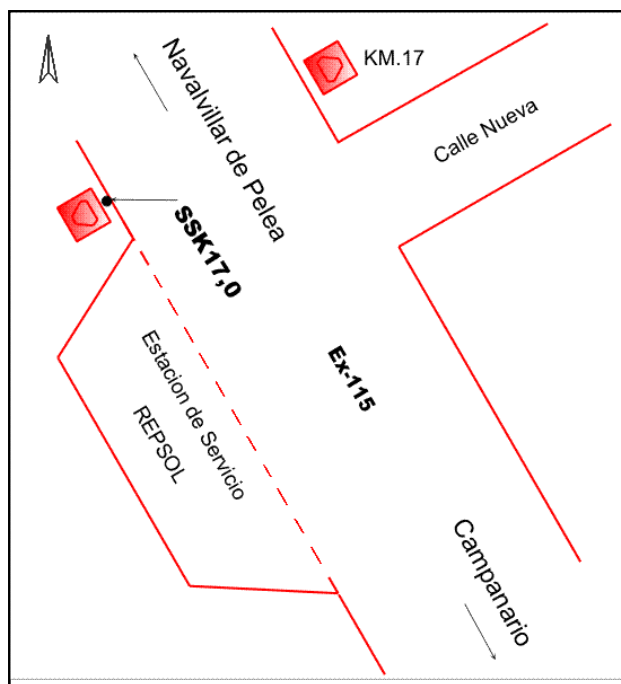 KM.17
Navalvillar de Pelea
Calle Nueva
SSK17,0
Ex-115
Estacion de Servicio
REPSOL
Campanario